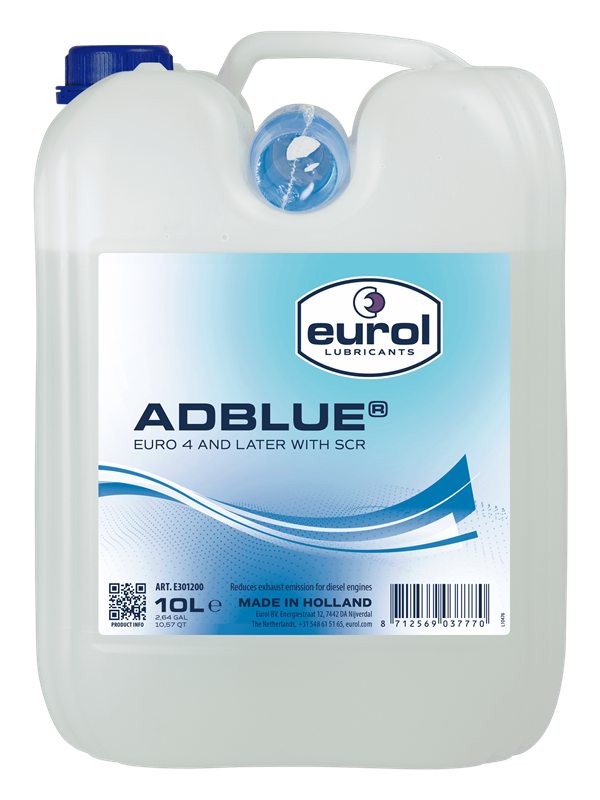 eurol
LUBRICANTS
ADBLUE®
EURO 4 AND LATER WITH SCR
ART. E301200
10L e
2,64 GAL
10,57 QT
PRODUCT INFO
Reduces exhaust emission for diesel engines
MADE IN HOLLAND
Eurol BV, Energiestraat 12, 7442 DA Nijverdal
The Netherlands, +31 548 61 51 65, eurol.com
8 712569 037770